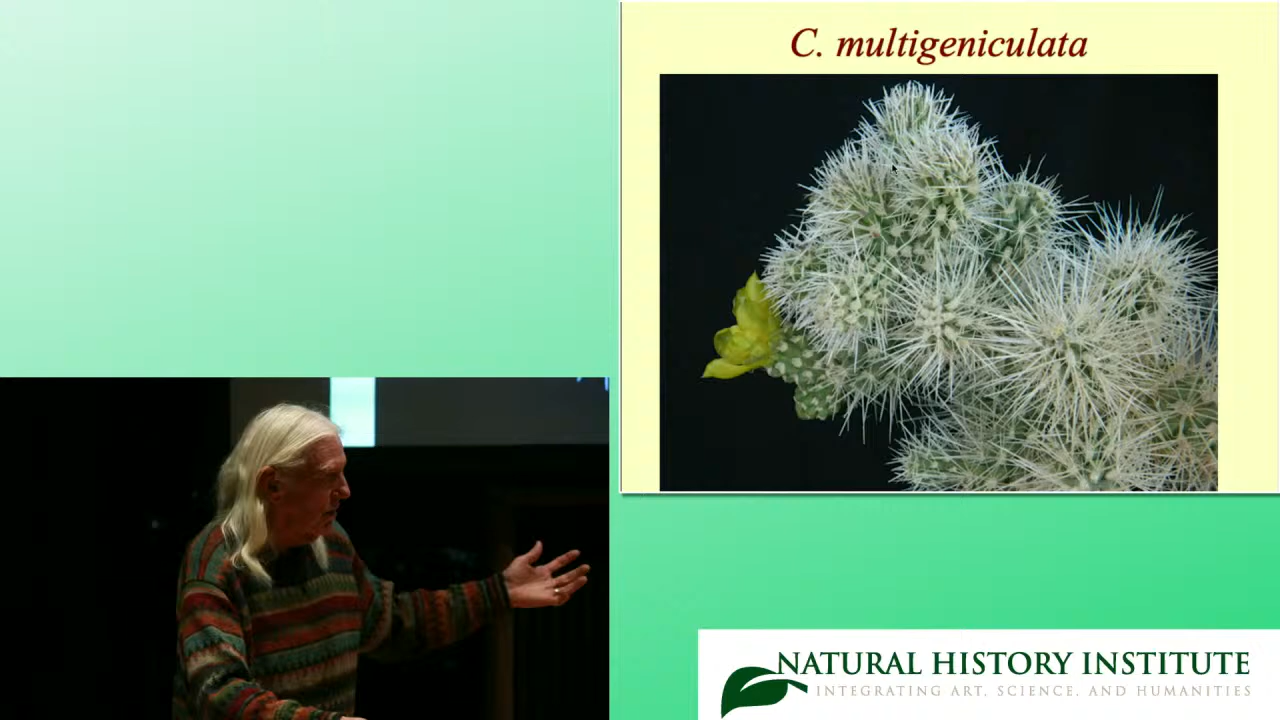 C. multigeniculata
NATURAL HISTORY INSTITUTE
INTEGRATING ART, SCIENCE, AND HUMANITIES